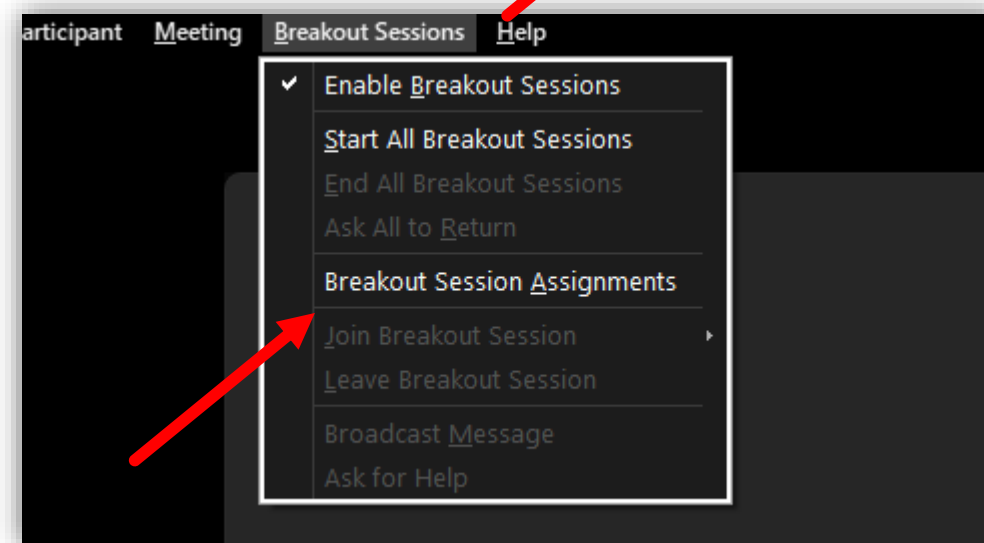 articipant Meeting Breakout Sessions Help
Enable Breakout Sessions
Start All Breakout Sessions
End All Breakout Sessions
Ask All to Return
Breakout Session Assignments
Join Breakout Session
Leave Breakout Session
Broadcast Message
Ask for Help